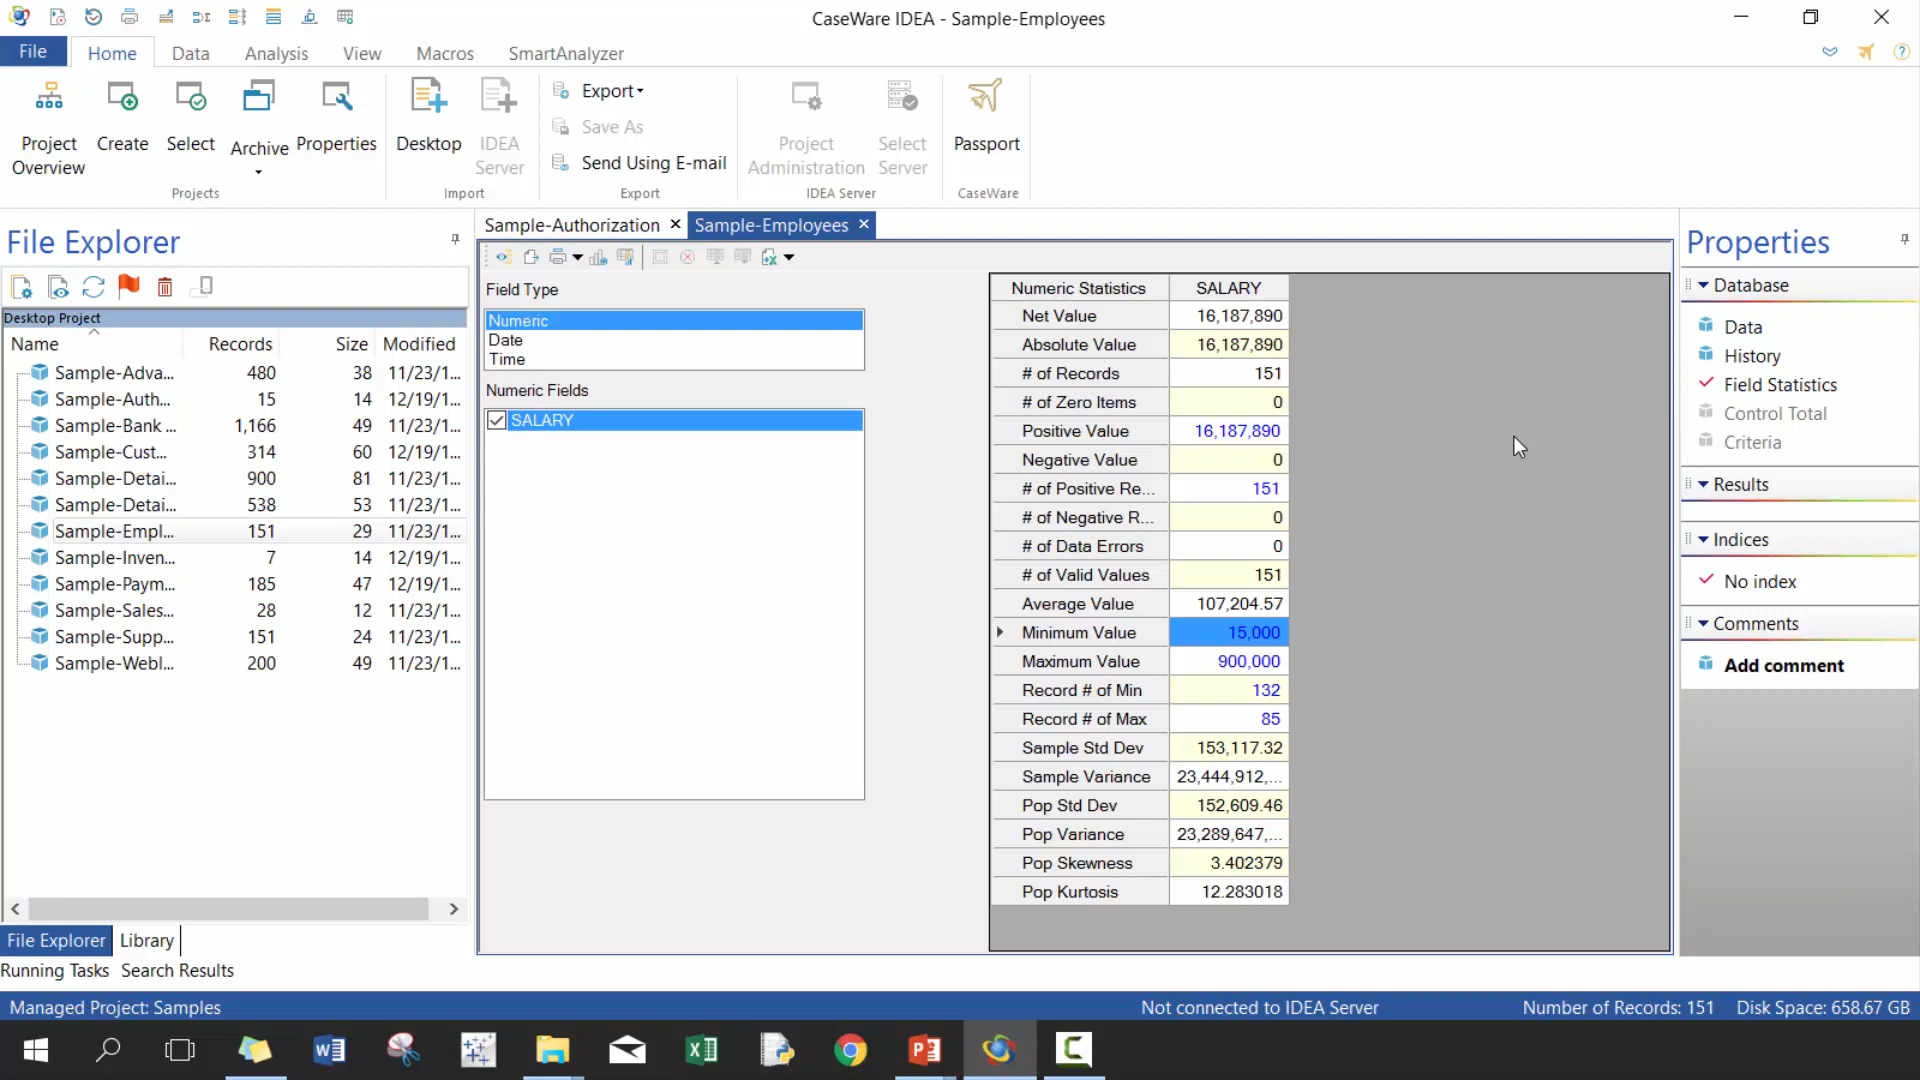 CaseWare IDEA - Sample-Employees
File Home Data Analysis View Macros SmartAnalyzer
Project Overview
Create
Select
Archive
Properties
Projects
Desktop
IDEA Server
Import
Export
Save As
Send Using E-mail
Export
Project Administration
Select Server
IDEA Server
Passport
CaseWare
File Explorer
Desktop Project
Name Records Size Modified
Sample-Adva... 480 38 11/23/1...
Sample-Auth... 15 14 12/19/1...
Sample-Bank ... 1,166 49 11/23/1...
Sample-Cust... 314 60 12/19/1...
Sample-Detai... 900 81 11/23/1...
Sample-Detai... 538 53 11/23/1...
Sample-Empl... 151 29 11/23/1...
Sample-Inven... 7 14 12/19/1...
Sample-Paym... 185 47 12/19/1...
Sample-Sales... 28 12 11/23/1...
Sample-Supp... 151 24 11/23/1...
Sample-Webl... 200 49 11/23/1...
File Explorer Library
Running Tasks Search Results
Sample-Authorization Sample-Employees
Field Type
Numeric
Date
Time
Numeric Fields
SALARY
Numeric Statistics SALARY
Net Value 16,187,890
Absolute Value 16,187,890
# of Records 151
# of Zero Items 0
Positive Value 16,187,890
Negative Value 0
# of Positive Re... 151
# of Negative R... 0
# of Data Errors 0
# of Valid Values 151
Average Value 107,204.57
Minimum Value 15,000
Maximum Value 900,000
Record # of Min 132
Record # of Max 85
Sample Std Dev 153,117.32
Sample Variance 23,444,912,...
Pop Std Dev 152,609.46
Pop Variance 23,289,647,...
Pop Skewness 3.402379
Pop Kurtosis 12.283018
Properties
Database
Data
History
Field Statistics
Control Total
Criteria
Results
Indices
No index
Comments
Add comment
Managed Project: Samples Not connected to IDEA Server Number of Records: 151 Disk Space: 658.67 GB